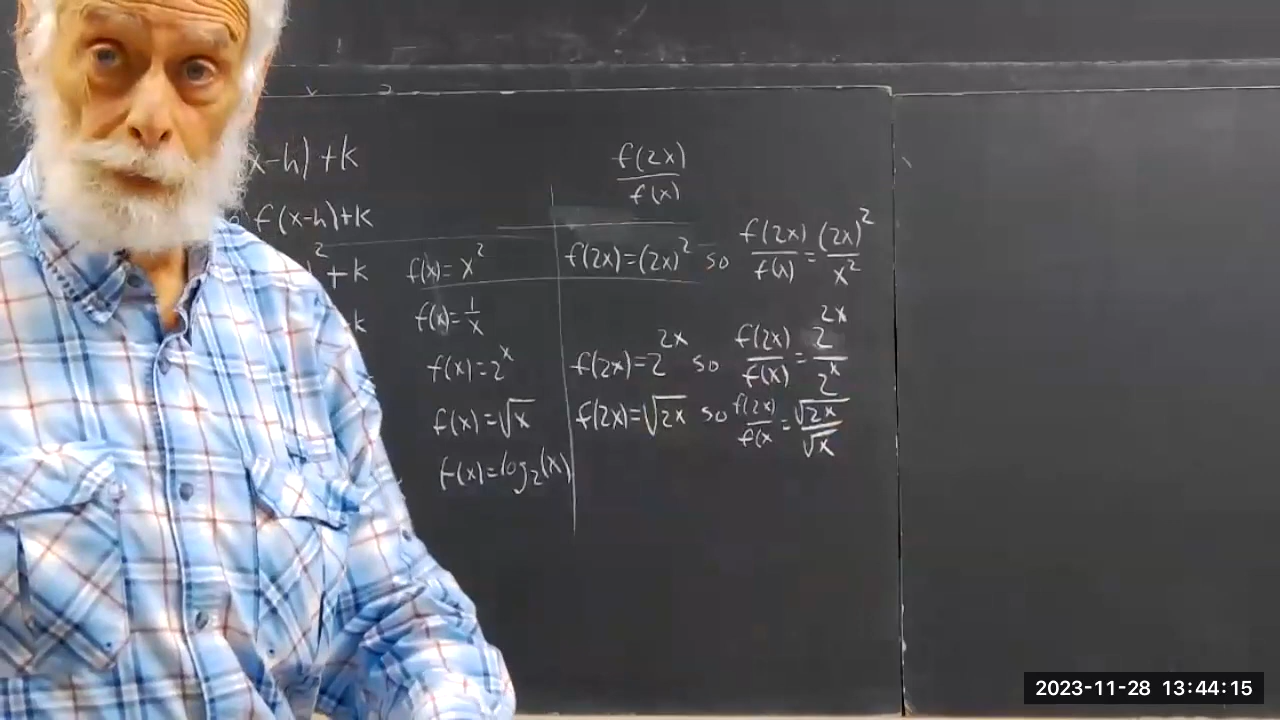 x-h) + k
f(x-h)+k
)² + k
k
f(2x)/f(x)
f(x) = x² f(2x) = (2x)² so f(2x)/f(x) = (2x)²/x²
f(x) = 1/x
f(x) = 2^x f(2x) = 2^2x so f(2x)/f(x) = 2^2x/2^x
f(x) = √x f(2x) = √2x so f(2x)/f(x = √2x/√x
f(x) = log₂(x)
2023-11-28 13:44:15